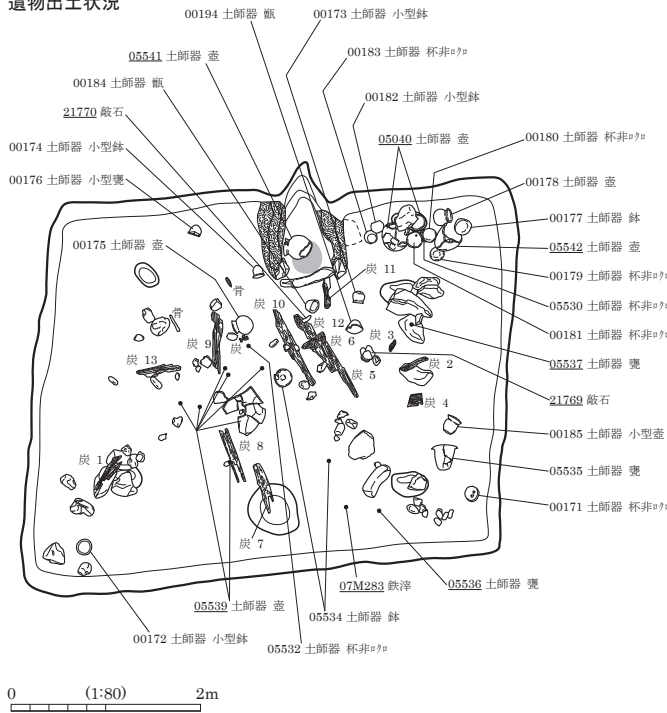 遺物出土状況
00194 土師器 甑
00173 土師器 小型鉢
05541 土師器 壺
00183 土師器 杯非ﾛｸﾛ
00184 土師器 甑
00182 土師器 小型鉢
21770 敲石
05040 土師器 壺
00180 土師器 杯非ﾛｸﾛ
00174 土師器 小型鉢
00178 土師器 壺
00176 土師器 小型甕
00177 土師器 鉢
00175 土師器 壺
05542 土師器 壺
炭 11
00179 土師器 杯非ﾛｸﾛ
骨
炭 10
05530 土師器 杯非ﾛｸﾛ
骨
炭 12
炭 9
炭 3
00181 土師器 杯非ﾛｸﾛ
炭
炭 6
炭 13
炭 2
05537 土師器 甕
炭 5
炭 4
21769 敲石
00185 土師器 小型壺
炭 8
炭 1
05535 土師器 甕
00171 土師器 杯非ﾛｸﾛ
炭 7
07M283 鉄滓
05536 土師器 甕
05539 土師器 壺
05534 土師器 鉢
00172 土師器 小型鉢
05532 土師器 杯非ﾛｸﾛ
0 (1:80) 2m